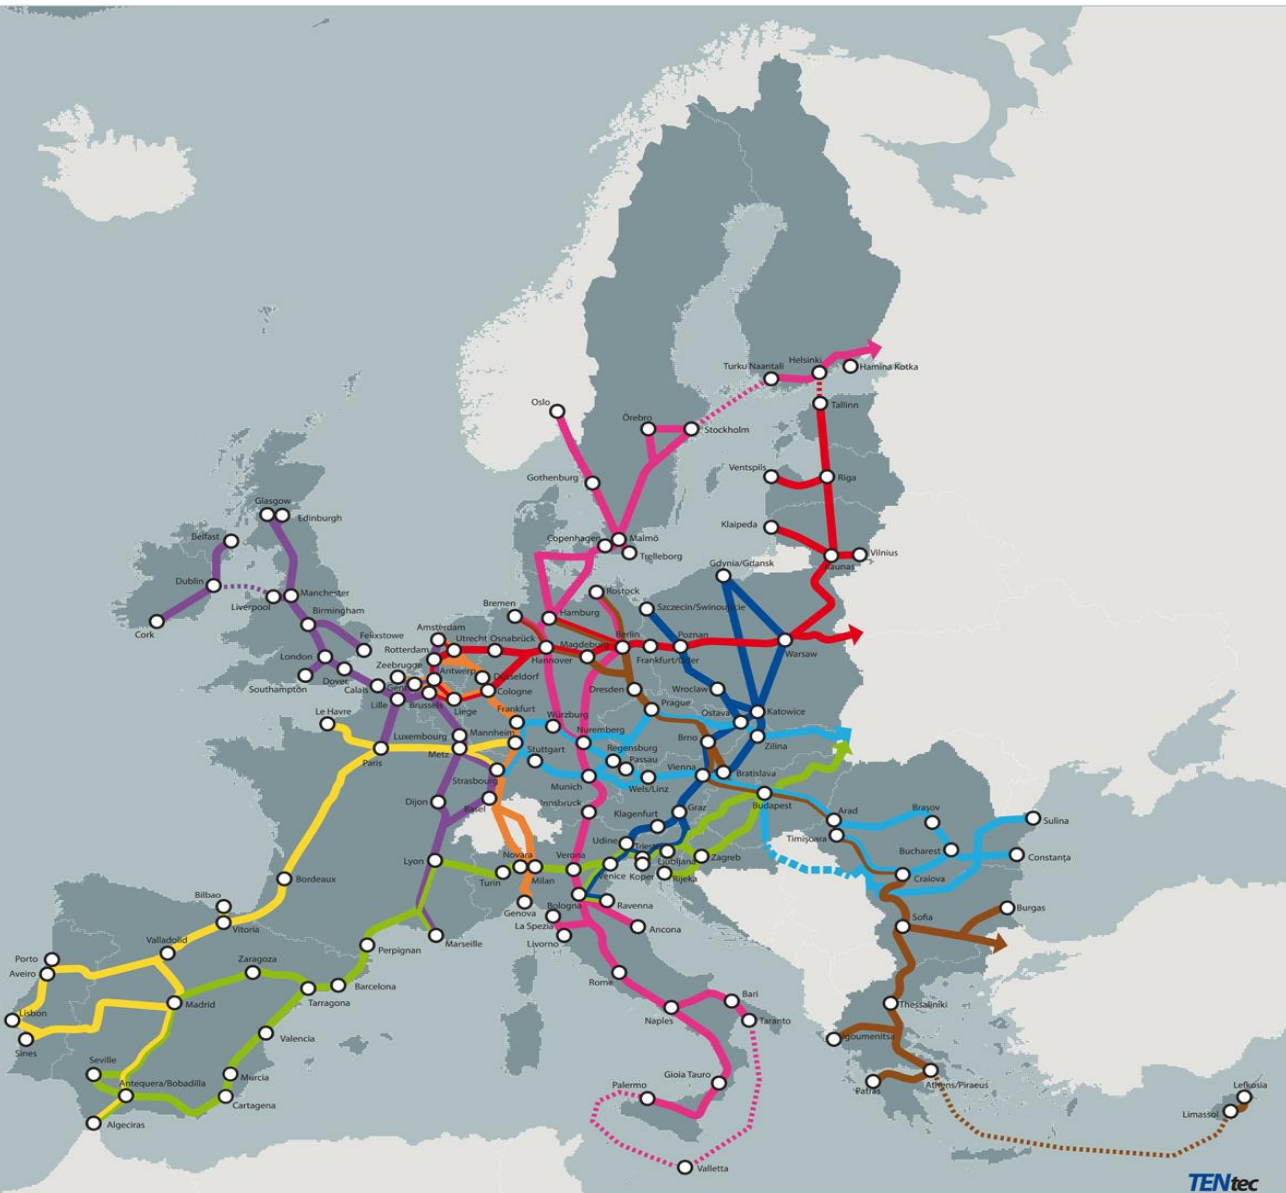 Turku Naantali
Helsinki
Hamina Kotka
Tallinn
Oslo
Örebro
Stockholm
Gothenburg
Ventspils
Riga
Glasgow
Edinburgh
Klaipeda
Belfast
Copenhagen
Malmö
Trelleborg
Kaunas
Vilnius
Gdynia/Gdansk
Dublin
Liverpool
Manchester
Rostock
Birmingham
Bremen
Hamburg
Szczecin/Swinoujscie
Cork
Felixstowe
Amsterdam
Utrecht
Osnabrück
Berlin
Poznan
Rotterdam
Magdeburg
Warsaw
London
Zeebrugge
Hannover
Frankfurt/Oder
Southampton
Dover
Calais
Gent
Antwerp
Düsseldorf
Cologne
Dresden
Wroclaw
Lille
Brussels
Liege
Prague
Le Havre
Frankfurt
Würzburg
Ostava
Katowice
Luxembourg
Mannheim
Nuremberg
Brno
Zilina
Paris
Metz
Stuttgart
Regensburg
Passau
Strasbourg
Munich
Wels/Linz
Vienna
Bratislava
Dijon
Basel
Innsbruck
Klagenfurt
Graz
Budapest
Arad
Brașov
Sulina
Timișoara
Udine
Trieste
Ljubljana
Zagreb
Bucharest
Constanța
Lyon
Novara
Verona
Turin
Milan
Venice
Koper
Rijeka
Craiova
Bordeaux
Bilbao
Genova
Bologna
Ravenna
Sofia
Burgas
Vitoria
La Spezia
Ancona
Valladolid
Marseille
Livorno
Porto
Perpignan
Aveiro
Zaragoza
Barcelona
Rome
Madrid
Tarragona
Bari
Thessaliniki
Lisbon
Naples
Taranto
Sines
Valencia
Igoumenitsa
Seville
Murcia
Gioia Tauro
Antequera/Bobadilla
Palermo
Patras
Athens/Piraeus
Lefkosia
Cartagena
Limassol
Algeciras
Valletta
TENtec